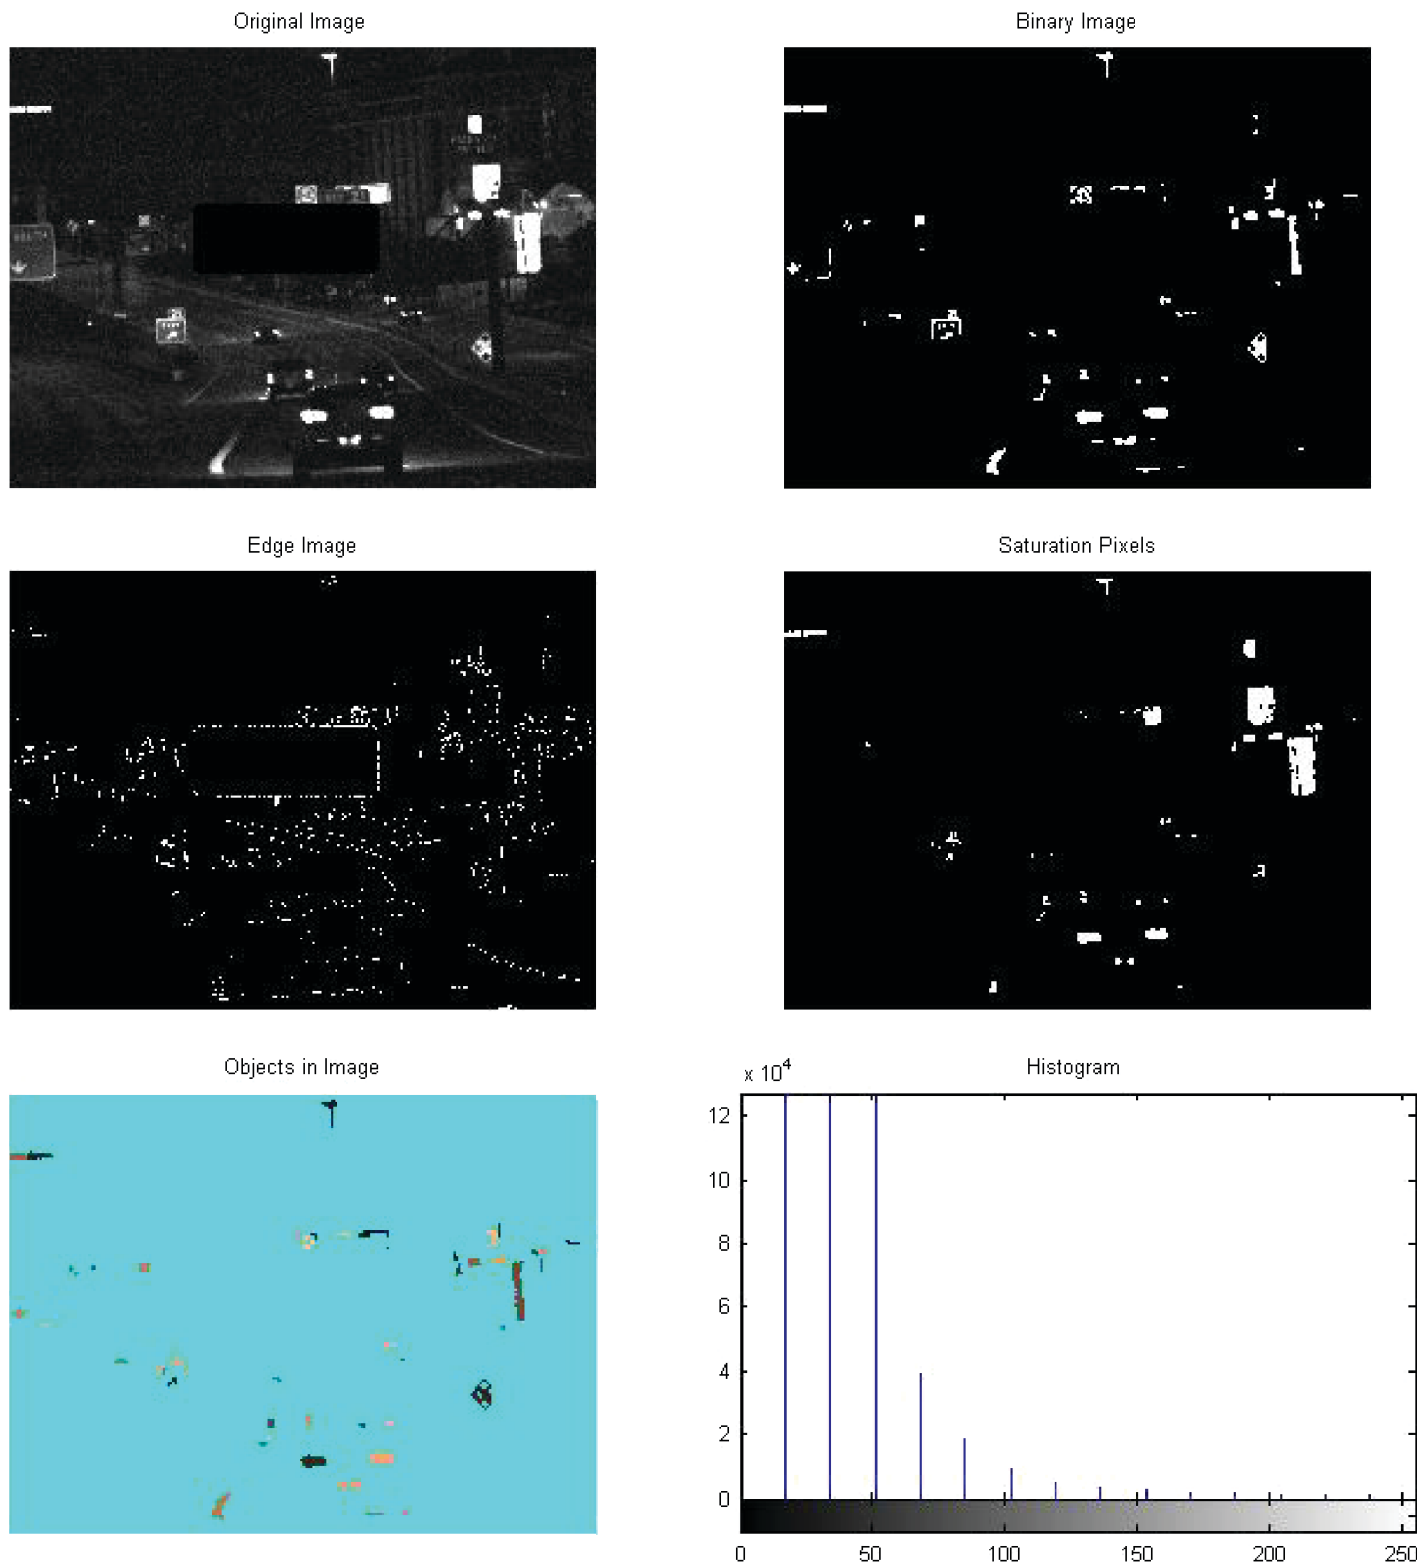 Original Image
Binary Image
Edge Image
Saturation Pixels
Objects in Image
Histogram
x 10^4
12
10
8
6
4
2
0
0 50 100 150 200 250